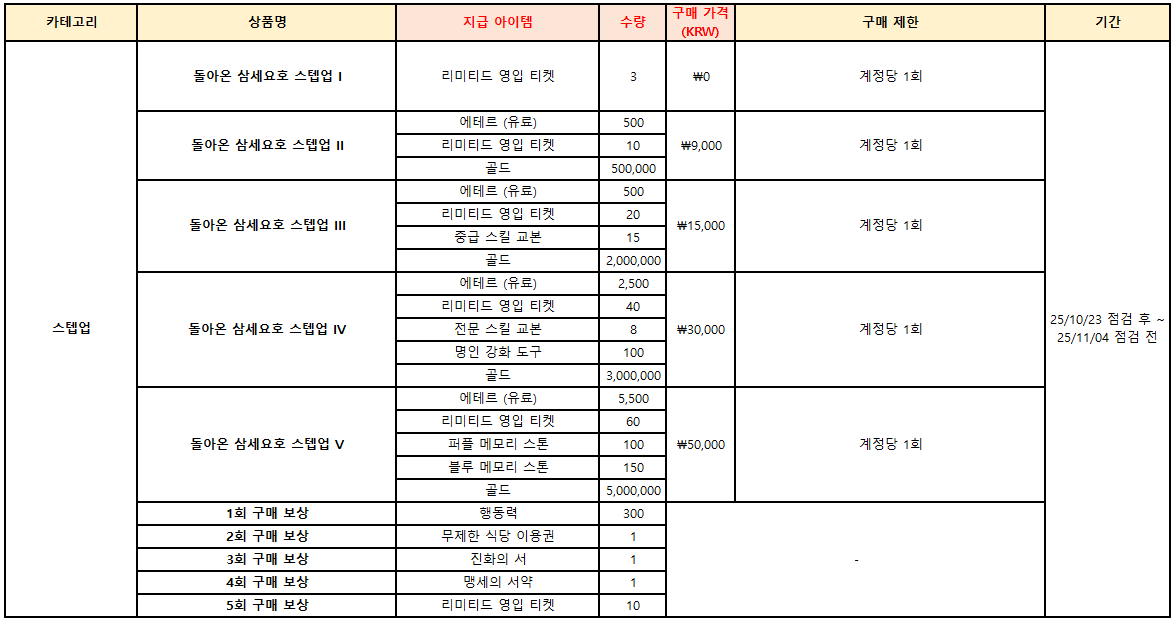 카테고리
상품명
지급 아이템
수량
구매 가격
(KRW)
구매 제한
기간
스텝업
돌아온 삼세요호 스텝업 I
리미티드 영입 티켓
3
₩0
계정당 1회
25/10/23 점검 후 ~
25/11/04 점검 전
돌아온 삼세요호 스텝업 II
에테르 (유료)
500
리미티드 영입 티켓
10
골드
500,000
₩9,000
계정당 1회
돌아온 삼세요호 스텝업 III
에테르 (유료)
500
리미티드 영입 티켓
20
중급 스킬 교본
15
골드
2,000,000
₩15,000
계정당 1회
돌아온 삼세요호 스텝업 IV
에테르 (유료)
2,500
리미티드 영입 티켓
40
전문 스킬 교본
8
명인 강화 도구
100
골드
3,000,000
₩30,000
계정당 1회
돌아온 삼세요호 스텝업 V
에테르 (유료)
5,500
리미티드 영입 티켓
60
퍼플 메모리 스톤
100
블루 메모리 스톤
150
골드
5,000,000
₩50,000
계정당 1회
1회 구매 보상
행동력
300
2회 구매 보상
무제한 식당 이용권
1
3회 구매 보상
진화의 서
1
4회 구매 보상
맹세의 서약
1
5회 구매 보상
리미티드 영입 티켓
10
-